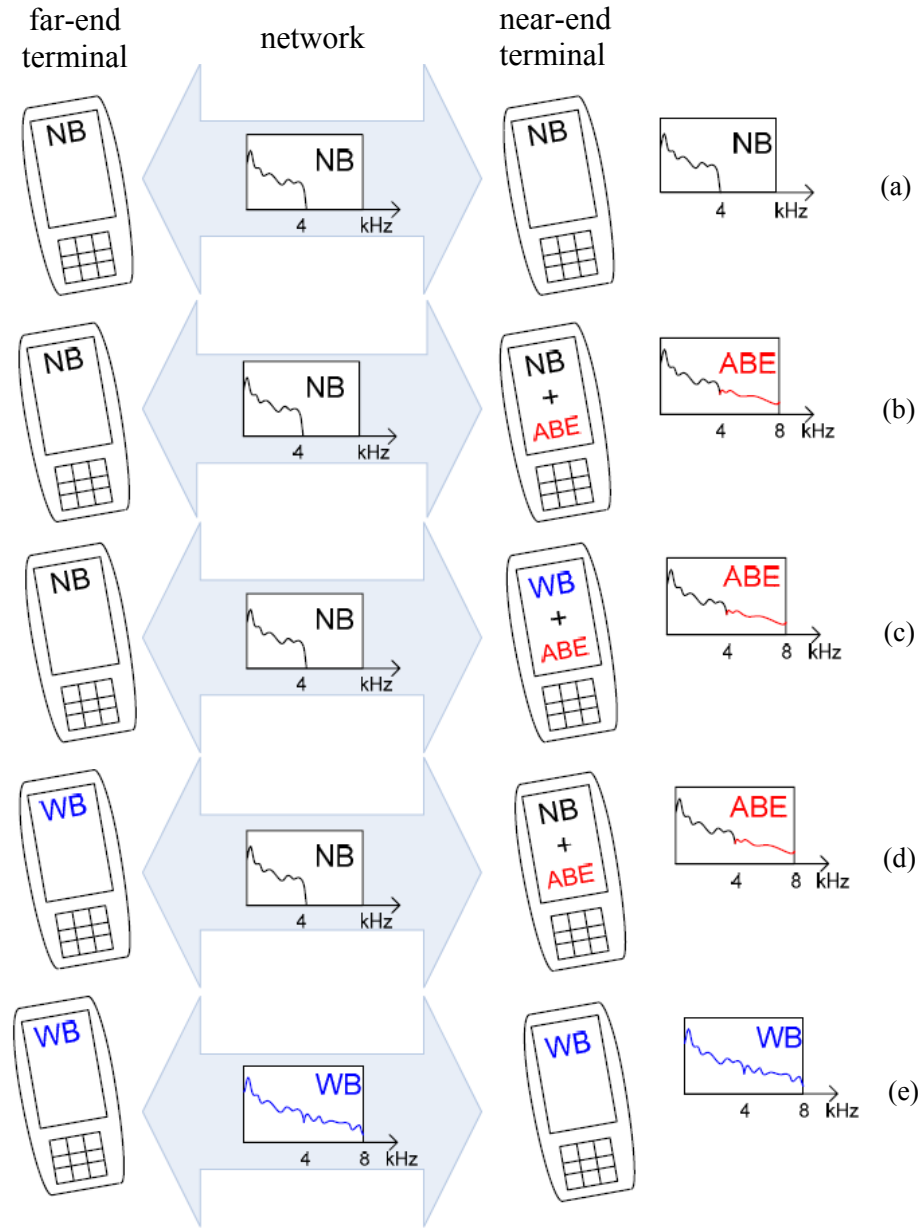 far-end
terminal
network
near-end
terminal
NB
NB
4 kHz
NB
NB
4 kHz
(a)
NB
NB
4 kHz
NB
+
ABE
ABE
4 8 kHz
(b)
NB
NB
4 kHz
WB
+
ABE
ABE
4 8 kHz
(c)
WB
NB
4 kHz
NB
+
ABE
ABE
4 8 kHz
(d)
WB
WB
4 8 kHz
WB
WB
4 8 kHz
(e)